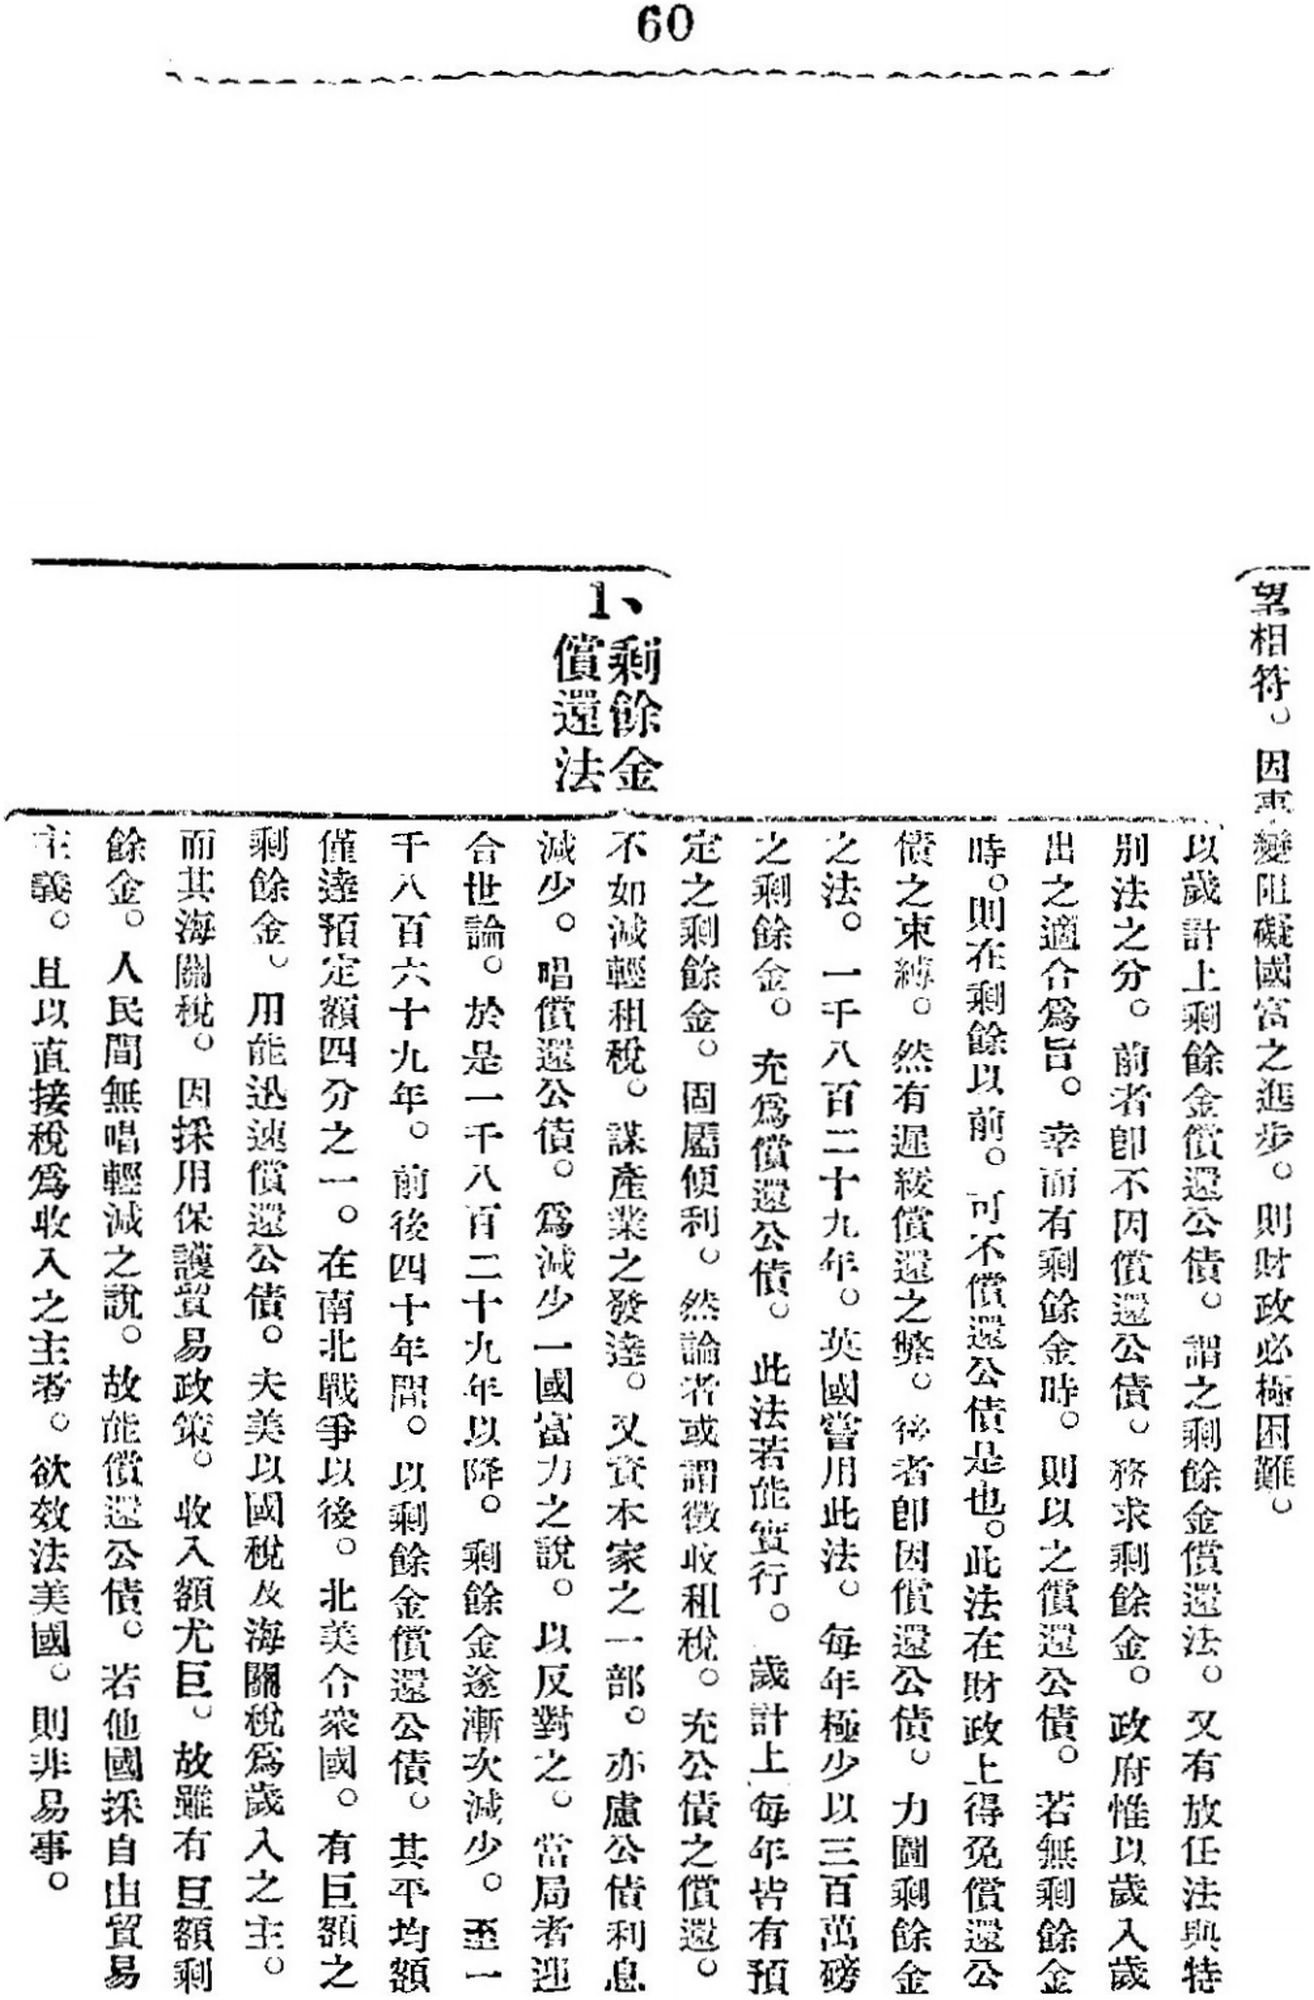 60
望相符。因事變阻礙國富之進步。則財政必極困難。
1、剩餘金
償還法
以歲計上剩餘金償還公債。謂之剩餘金償還法。又有放任法與特
別法之分。前者卽不因償還公債。務求剩餘金。政府惟以歲入歲
出之適合爲旨。幸而有剩餘金時。則以之償還公債。若無剩餘金
時。則在剩餘以前。可不償還公債是也。此法在財政上得免償還公
債之束縛。然有遲緩償還之弊。後者卽因償還公債。力圖剩餘金
之法。一千八百二十九年。英國嘗用此法。每年極少以三百萬磅
之剩餘金。充爲償還公債。此法若能實行。歲計上每年皆有預
定之剩餘金。固屬便利。然論者或謂徵收租稅。充公債之償還。
不如減輕租稅。謀產業之發達。又資本家之一部。亦慮公債利息
減少。唱償還公債。爲減少一國富力之說。以反對之。當局者迎
合世論。於是一千八百二十九年以降。剩餘金遂漸次減少。至一
千八百六十九年。前後四十年間。以剩餘金償還公債。其平均額
僅達預定額四分之一。在南北戰爭以後。北美合衆國。有巨額之
剩餘金。用能迅速償還公債。夫美以國稅及海關稅爲歲入之主。
而其海關稅。因採用保護貿易政策。收入額尤巨。故雖有巨額剩
餘金。人民間無唱輕減之說。故能償還公債。若他國採自由貿易
主義。且以直接稅爲收入之主者。欲效法美國。則非易事。